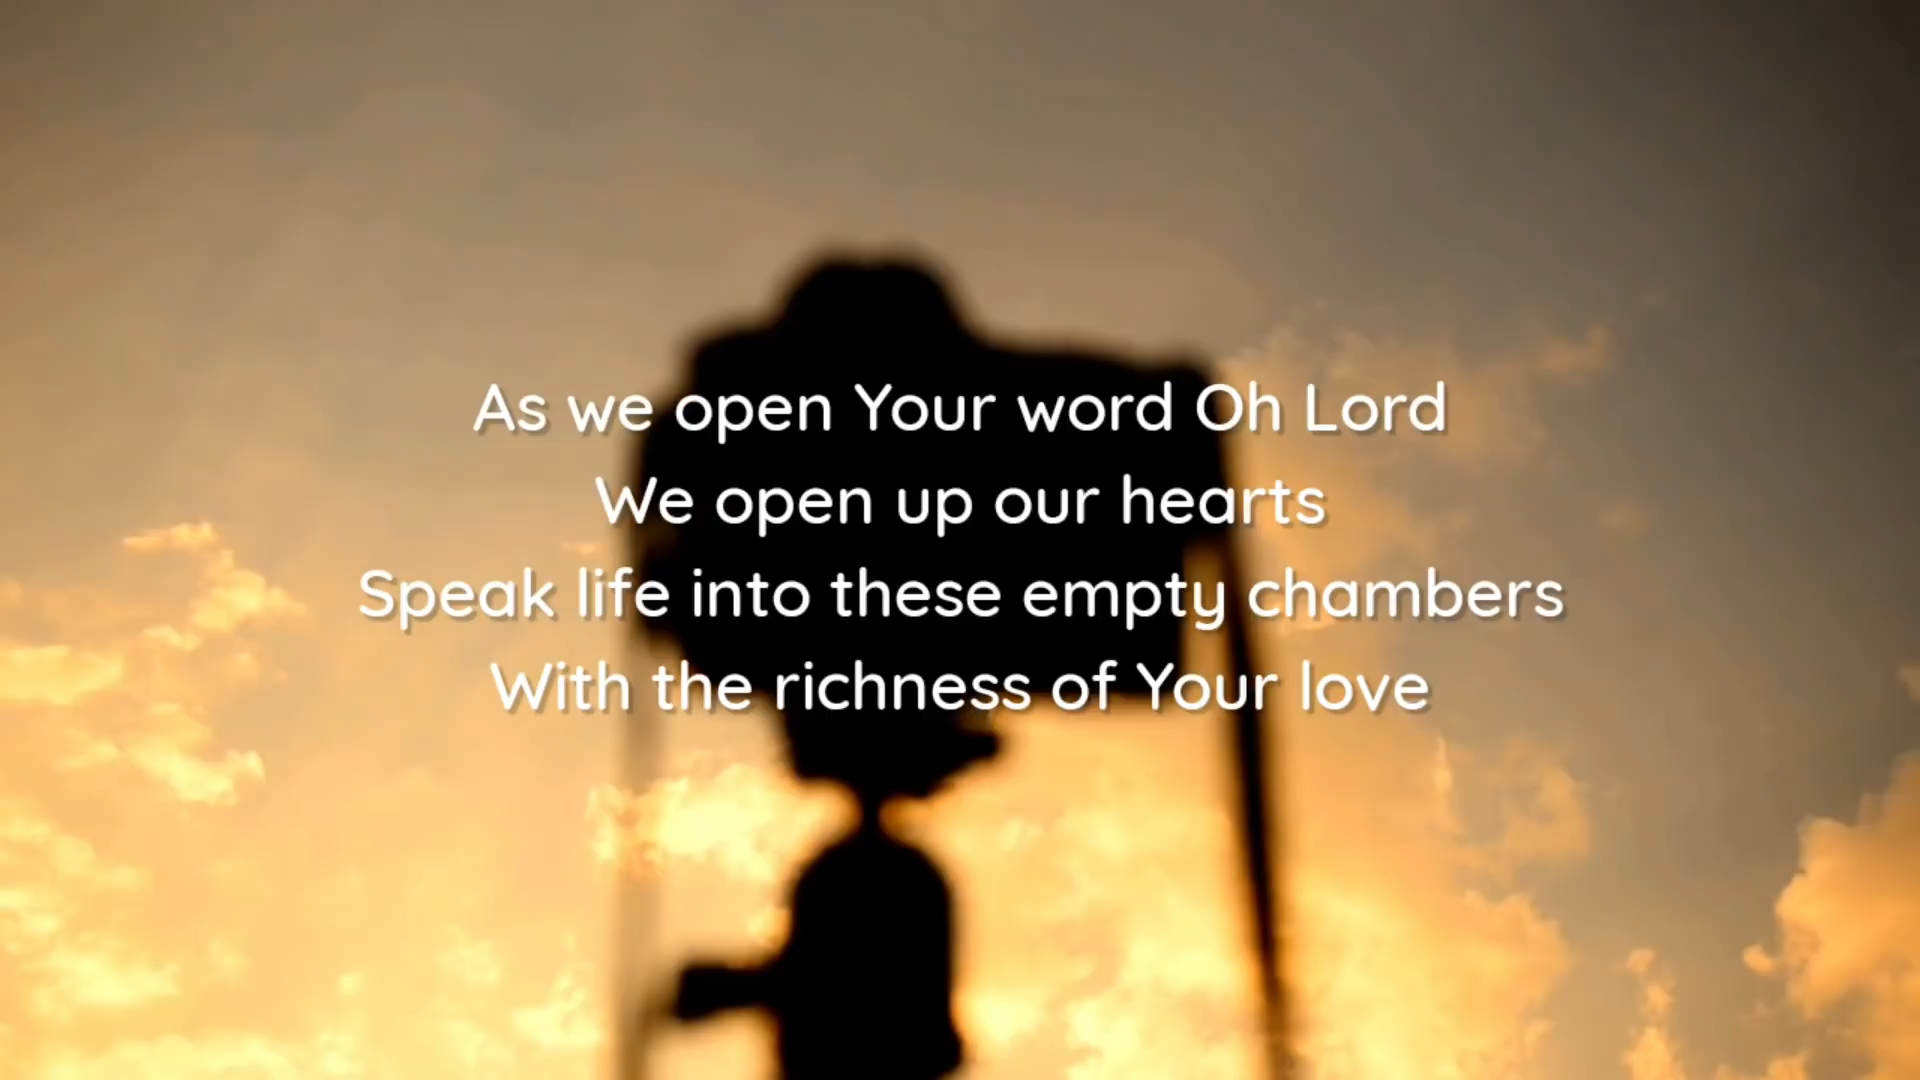 As we open Your word Oh Lord
We open up our hearts
Speak life into these empty chambers
With the richness of Your love